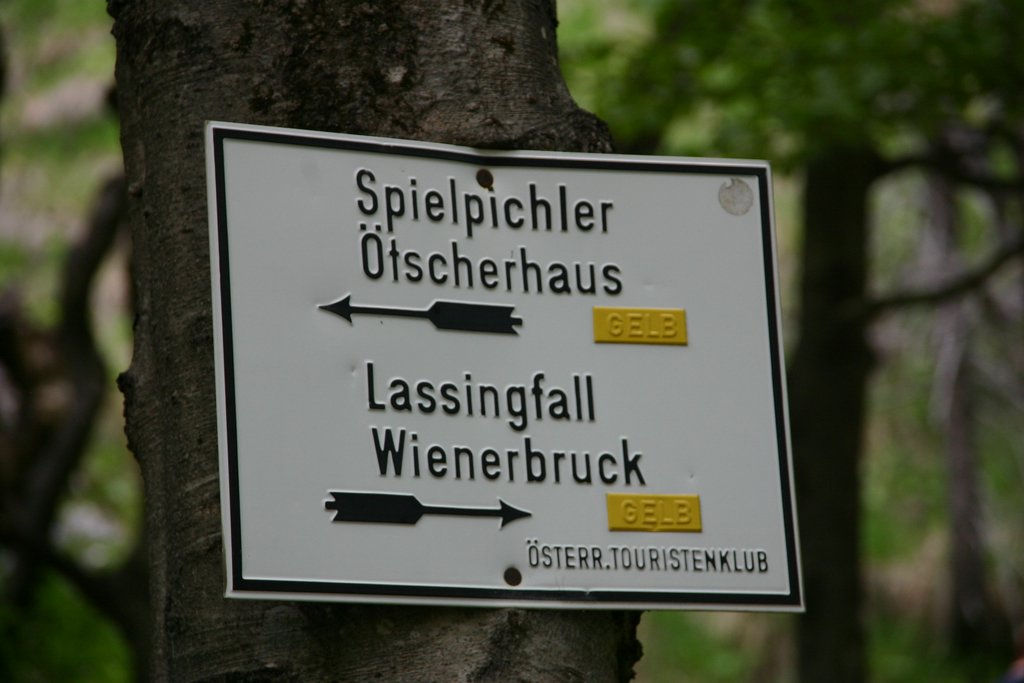 Spielpichler
Ötscherhaus
GELB
Lassingfall
Wienerbruck
GELB
ÖSTERR.TOURISTENKLUB